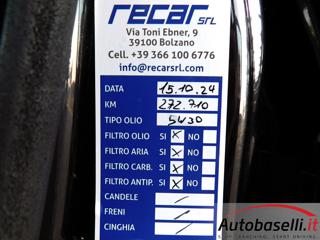 recar SRL
Via Toni Ebner, 9
39100 Bolzano
Cell. +39 366 100 6776
info@recarsrl.com
DATA 15.10.24
KM 272.710
TIPO OLIO 5W30
FILTRO OLIO SI X NO
FILTRO ARIA SI X NO
FILTRO CARB. SI X NO
FILTRO ANTIP. SI X NO
CANDELE /
FRENI /
CINGHIA /
Autobaselli.it